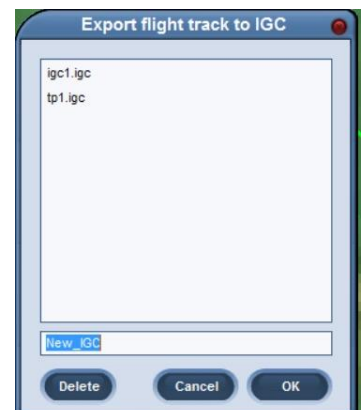 Export flight track to IGC
igc1.igc
tp1.igc
New_IGC
Delete Cancel OK